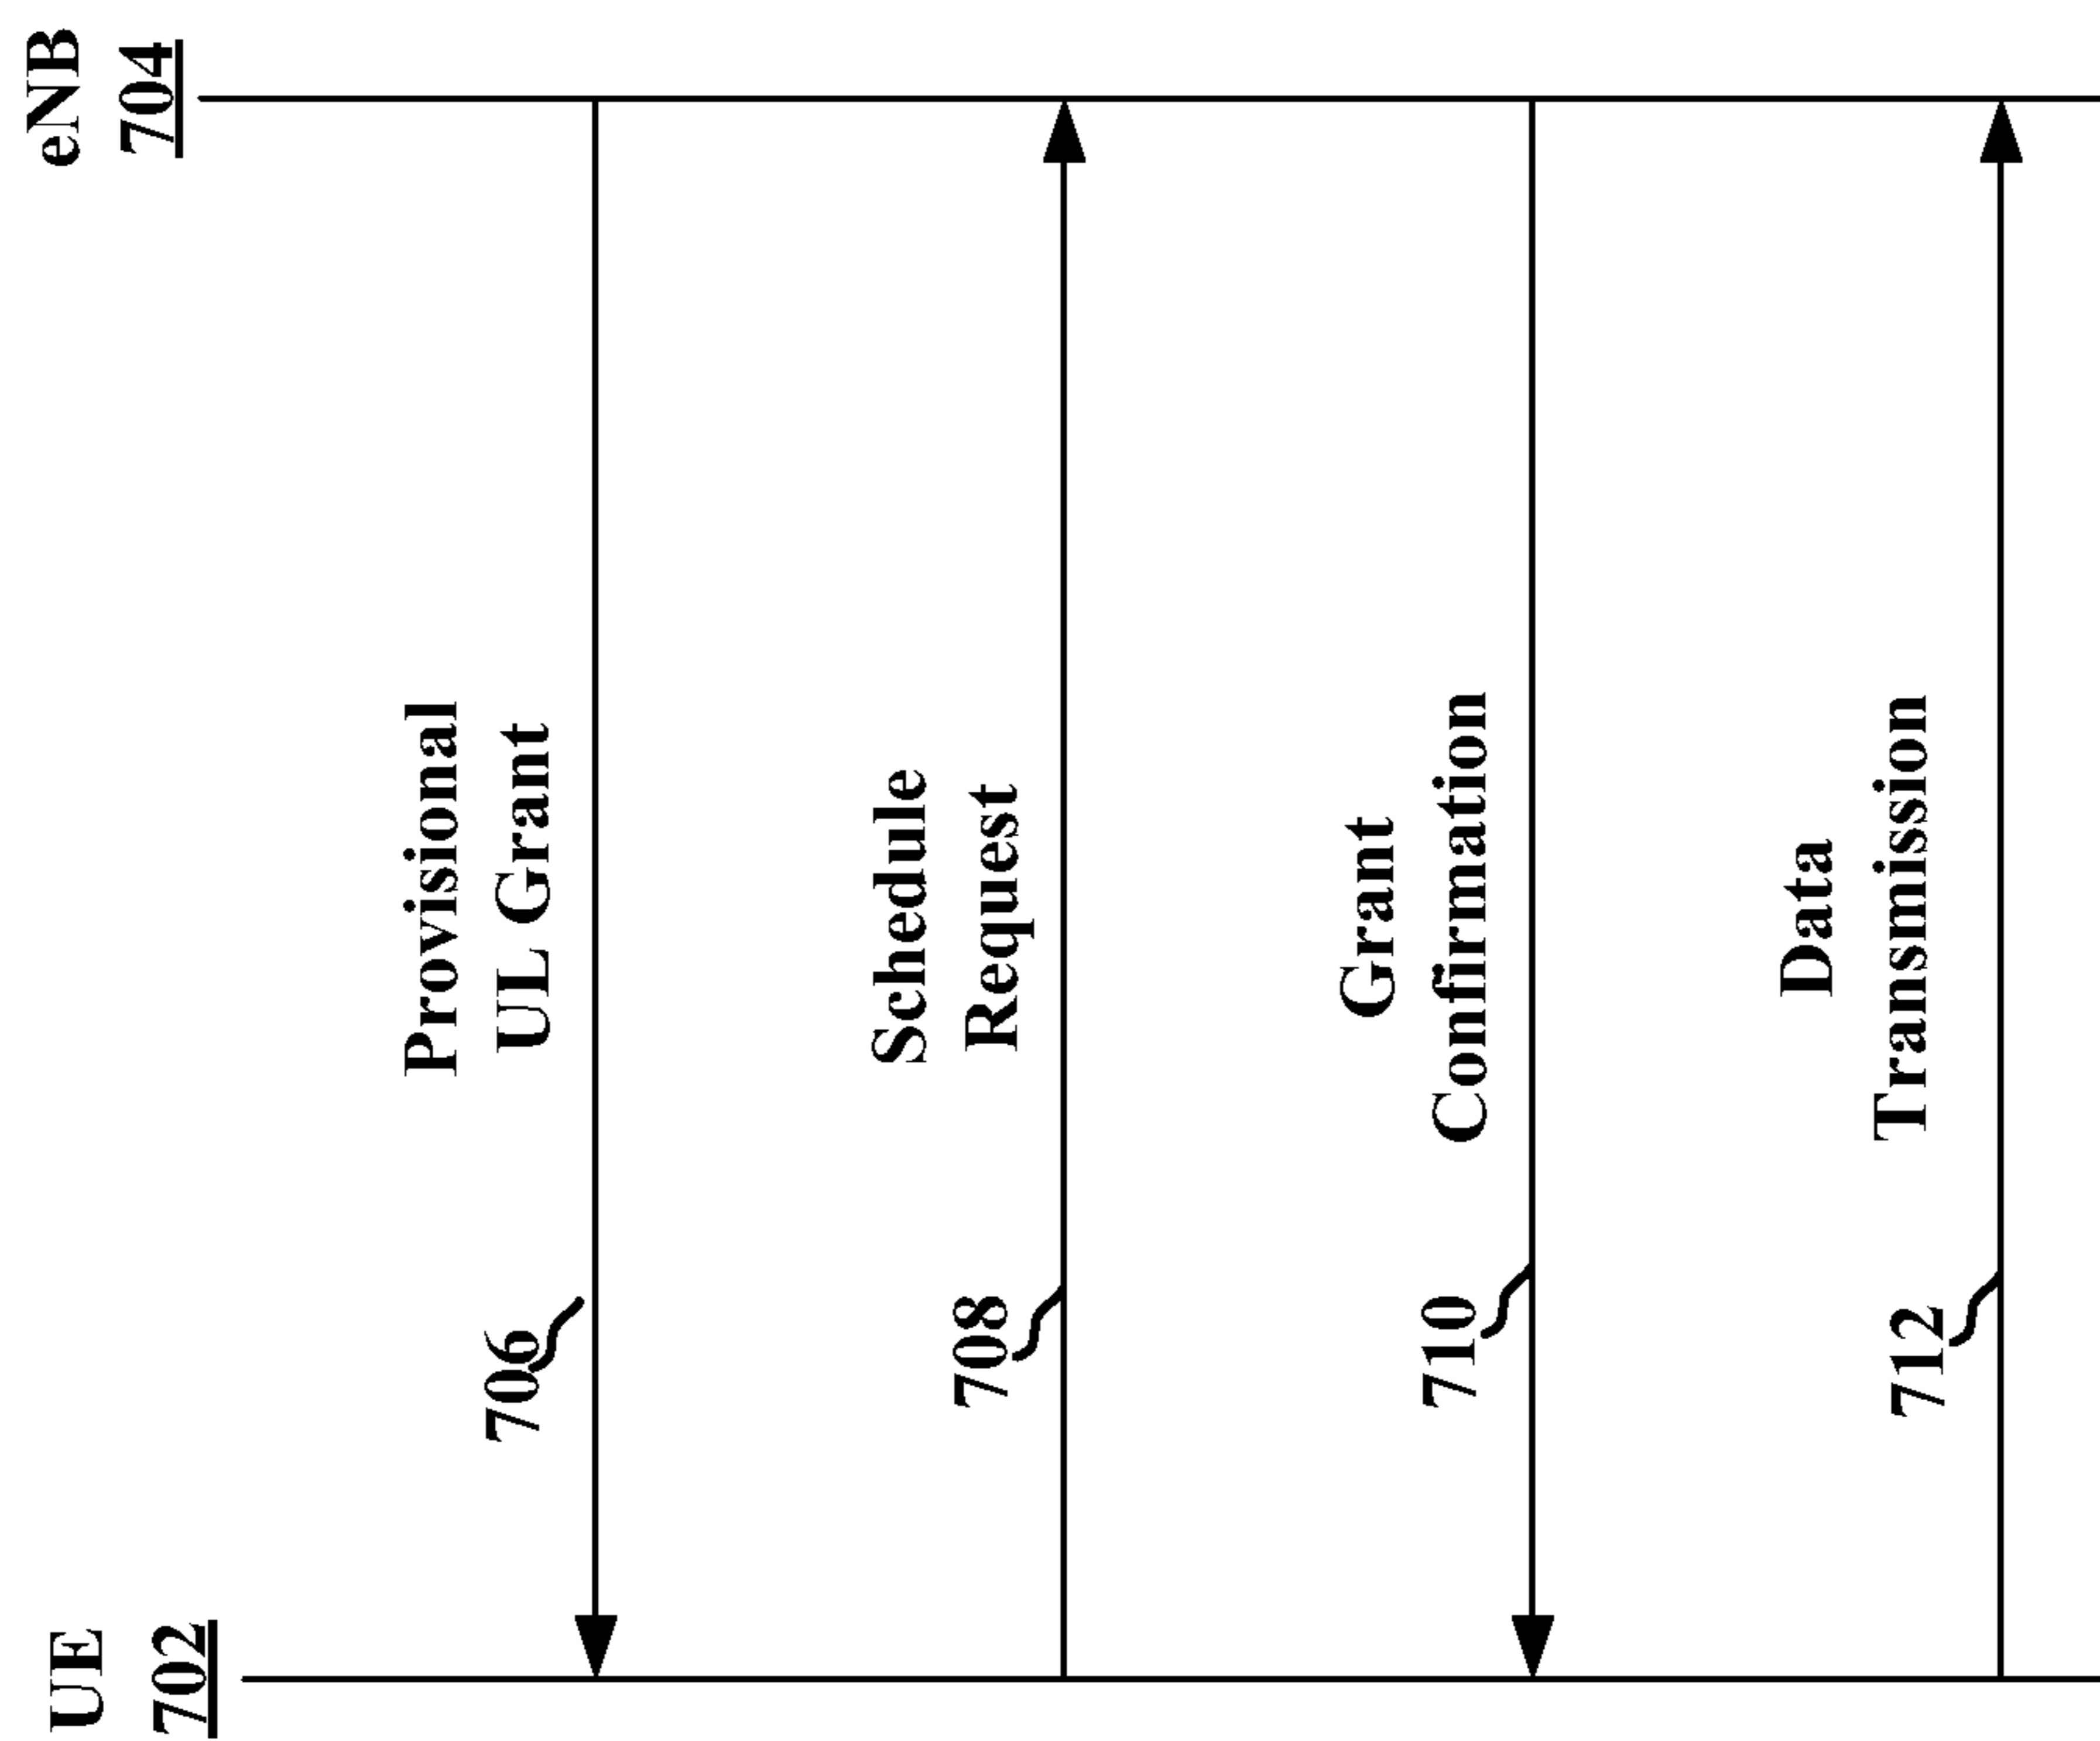 UE
702
eNB
704
Provisional
UL Grant
706
Schedule
Request
708
Grant
Confirmation
710
Data
Transmission
712